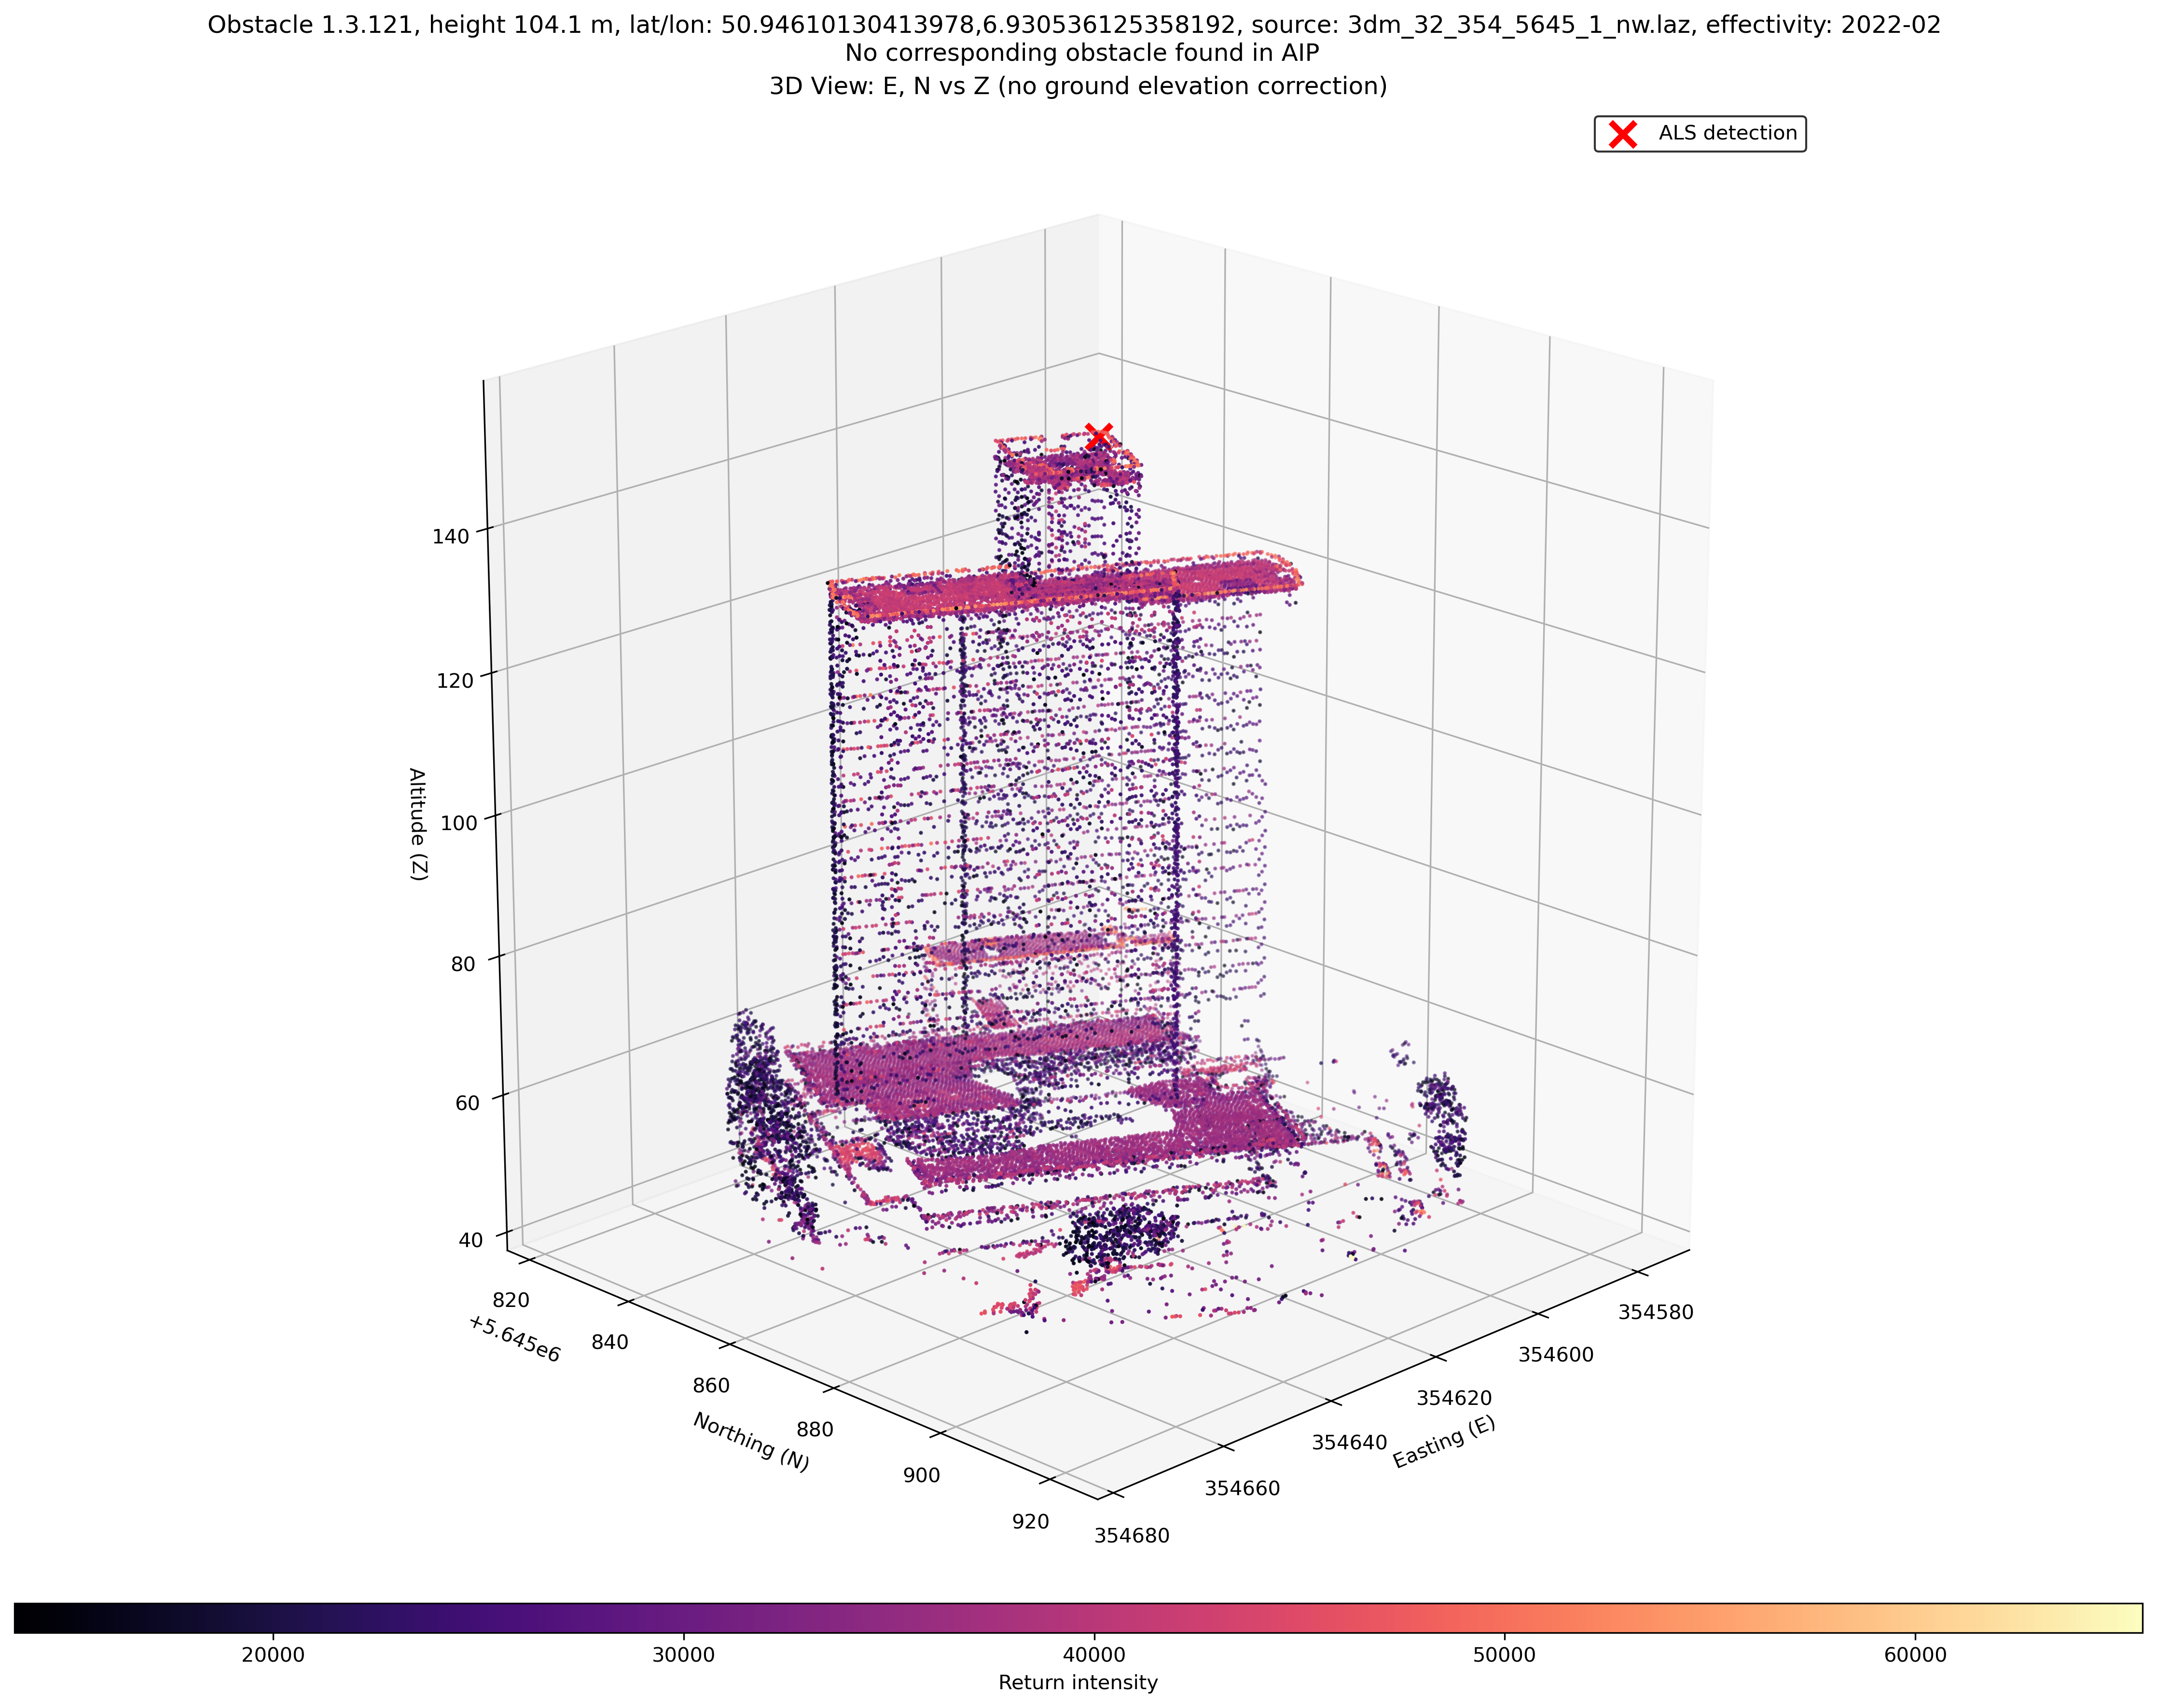 Obstacle 1.3.121, height 104.1 m, lat/lon: 50.94610130413978,6.930536125358192, source: 3dm_32_354_5645_1_nw.laz, effectivity: 2022-02
No corresponding obstacle found in AIP
3D View: E, N vs Z (no ground elevation correction)
ALS detection
140
120
100
80
60
40
Altitude (Z)
820
840
860
880
900
920
+5.645e6
Northing (N)
354580
354600
354620
354640
354660
354680
Easting (E)
20000 30000 40000 50000 60000
Return intensity